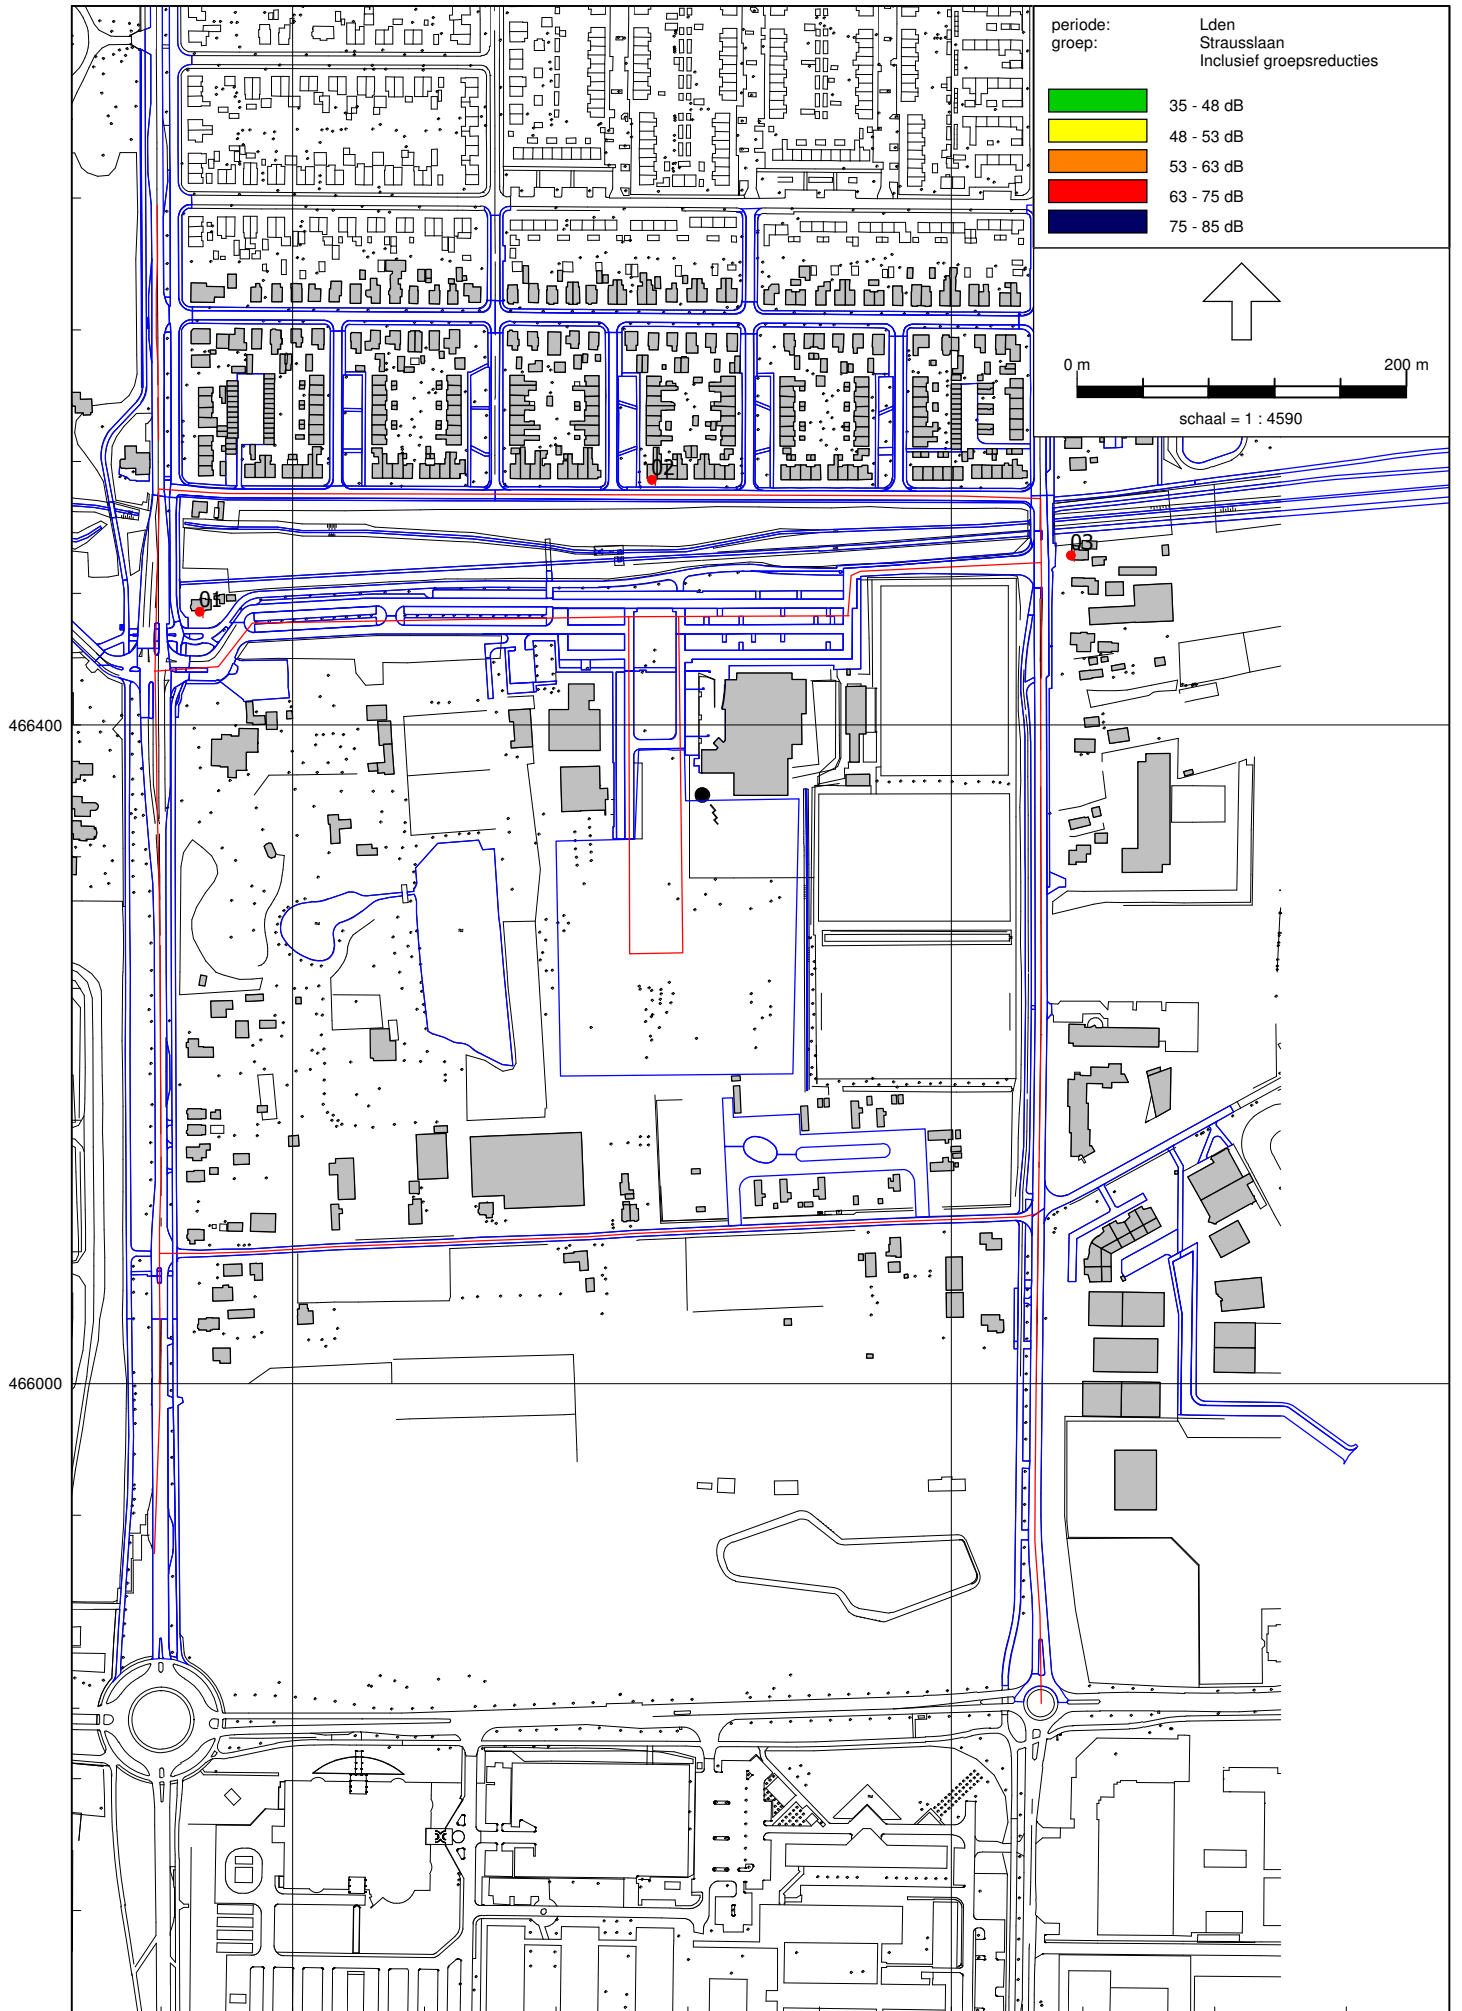 periode: Lden
groep: Strausslaan
Inclusief groepsreducties
35 - 48 dB
48 - 53 dB
53 - 63 dB
63 - 75 dB
75 - 85 dB
0 m 200 m
schaal = 1 : 4590
02
03
01
466400
466000